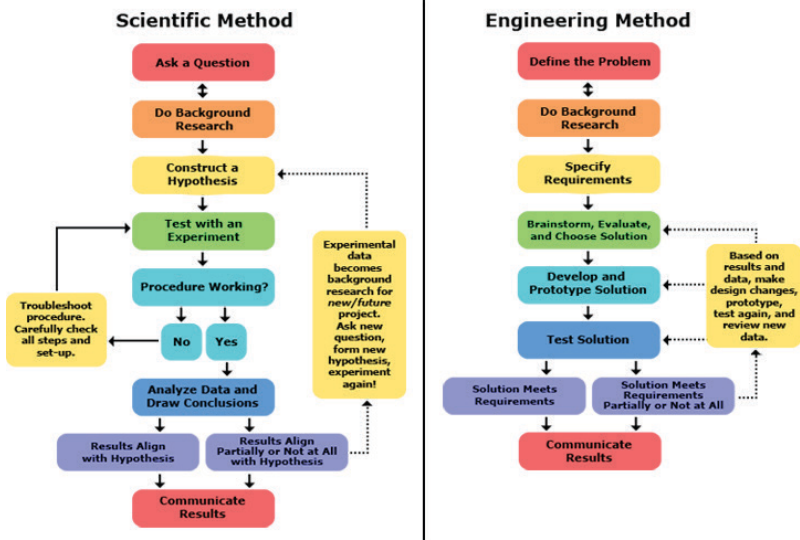 Scientific Method
Ask a Question
Do Background
Research
Construct a
Hypothesis
Test with an
Experiment
Procedure Working?
Troubleshoot
procedure.
Carefully check
all steps and
set-up.
No
Yes
Experimental
data
becomes
background
research for
new/future
project.
Ask new
question,
form new
hypothesis,
experiment
again!
Analyze Data and
Draw Conclusions
Results Align
with Hypothesis
Results Align
Partially or Not at All
with Hypothesis
Communicate
Results
Engineering Method
Define the Problem
Do Background
Research
Specify
Requirements
Brainstorm, Evaluate,
and Choose Solution
Develop and
Prototype Solution
Based on
results and
data, make
design changes,
prototype,
test again, and
review new
data.
Test Solution
Solution Meets
Requirements
Solution Meets
Requirements
Partially or Not at All
Communicate
Results